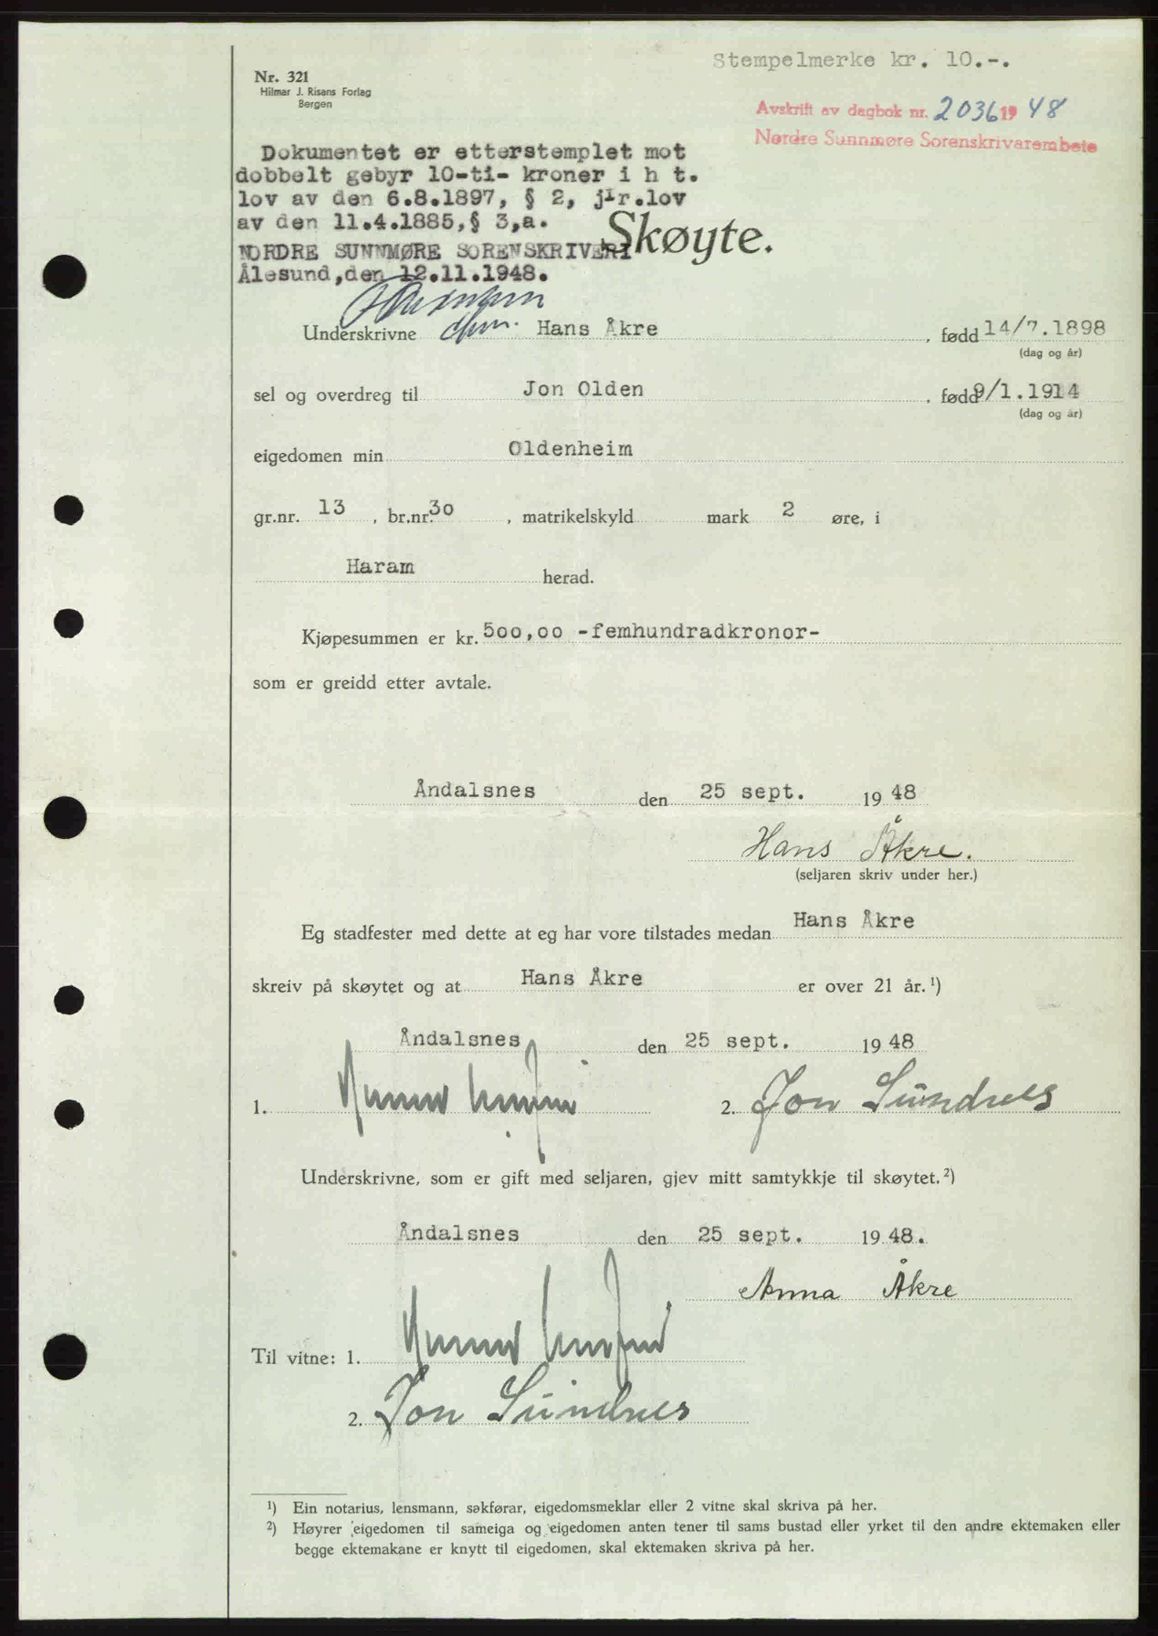 Stempelmerke kr. 10.-.
Nr. 321
Hilmar J. Risans Forlag
Bergen
Avskrift av dagbok nr. 2036 1948
Nørdre Sunnmøre Sorenskrivarembete
Dokumentet er etterstemplet mot
dobbelt gebyr 10-ti- kroner i h t.
lov av den 6.8.1897, § 2, jfr.lov
av den 11.4.1885,§ 3,a.
NORDRE SUNNMØRE SORENSKRIVERI
Ålesund,den 12.11.1948.
Skøyte.
Underskrivne Hans Åkre, fødd 14/7.1898
(dag og år)
sel og overdreg til Jon Olden, fødd 9/1.1914
(dag og år)
eigedomen min Oldenheim
gr.nr. 13, br.nr. 30, matrikelskyld mark 2 øre, i
Haram herad.
Kjøpesummen er kr. 500,00 -femhundradkronor-
som er greidd etter avtale.
Åndalsnes den 25 sept. 1948
Hans Åkre.
(seljaren skriv under her.)
Eg stadfester med dette at eg har vore tilstades medan Hans Åkre
skreiv på skøytet og at Hans Åkre er over 21 år. ¹)
Åndalsnes den 25 sept. 1948
1. 2. Jon Sundnes
Underskrivne, som er gift med seljaren, gjev mitt samtykkje til skøytet. ²)
Åndalsnes den 25 sept. 1948.
Anna Åkre
Til vitne: 1.
2. Jon Sundnes
¹) Ein notarius, lensmann, sakførar, eigedomsmeklar eller 2 vitne skal skriva på her.
²) Høyrer eigedomen til sameiga og eigedomen anten tener til sams bustad eller yrket til den andre ektemaken eller
begge ektemakane er knytt til eigedomen, skal ektemaken skriva på her.